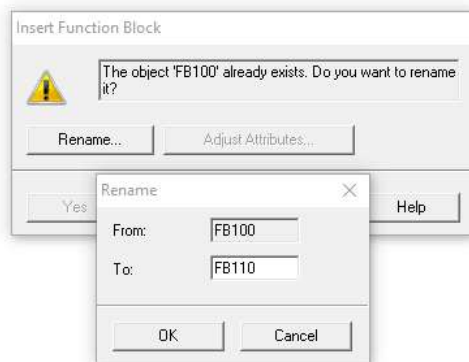 Insert Function Block
The object 'FB100' already exists. Do you want to rename
it?
Rename...
Adjust Attributes...
Yes
Help
Rename
From:
FB100
To:
FB110
OK
Cancel